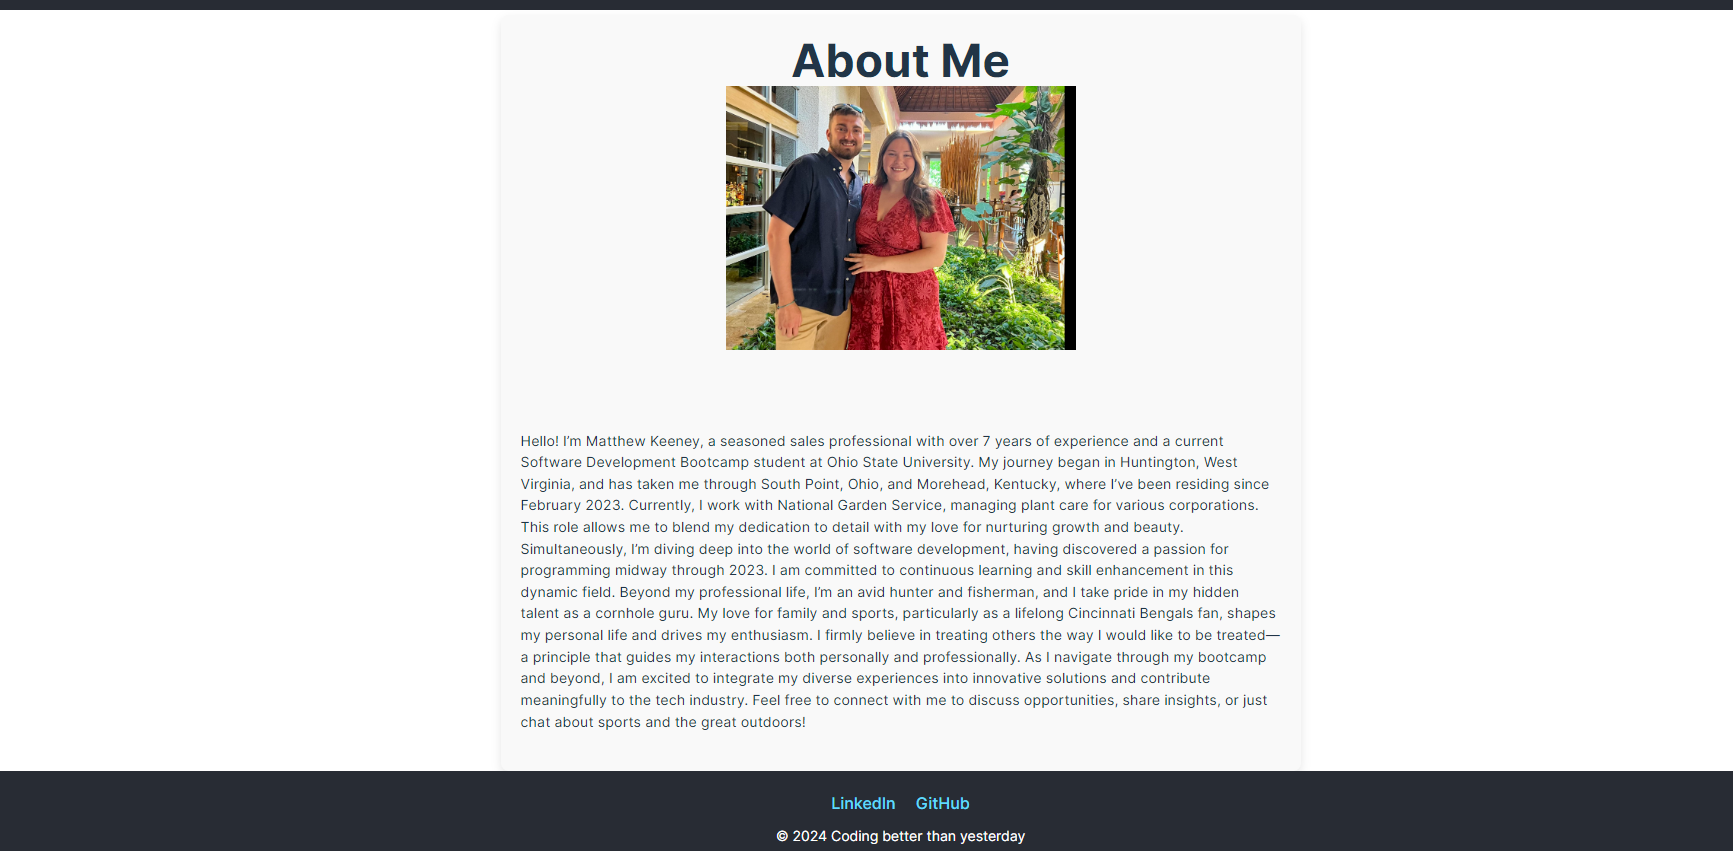 About Me
Hello! I’m Matthew Keeney, a seasoned sales professional with over 7 years of experience and a current
Software Development Bootcamp student at Ohio State University. My journey began in Huntington, West
Virginia, and has taken me through South Point, Ohio, and Morehead, Kentucky, where I’ve been residing since
February 2023. Currently, I work with National Garden Service, managing plant care for various corporations.
This role allows me to blend my dedication to detail with my love for nurturing growth and beauty.
Simultaneously, I’m diving deep into the world of software development, having discovered a passion for
programming midway through 2023. I am committed to continuous learning and skill enhancement in this
dynamic field. Beyond my professional life, I’m an avid hunter and fisherman, and I take pride in my hidden
talent as a cornhole guru. My love for family and sports, particularly as a lifelong Cincinnati Bengals fan, shapes
my personal life and drives my enthusiasm. I firmly believe in treating others the way I would like to be treated—
a principle that guides my interactions both personally and professionally. As I navigate through my bootcamp
and beyond, I am excited to integrate my diverse experiences into innovative solutions and contribute
meaningfully to the tech industry. Feel free to connect with me to discuss opportunities, share insights, or just
chat about sports and the great outdoors!
LinkedIn GitHub
© 2024 Coding better than yesterday